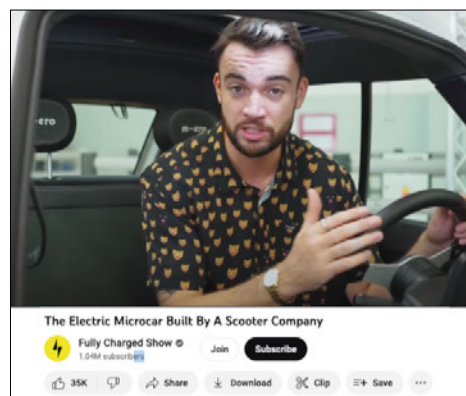 The Electric Microcar Built By A Scooter Company
Fully Charged Show
1.04M subscribers
Join
Subscribe
35K
Share
Download
Clip
Save
...